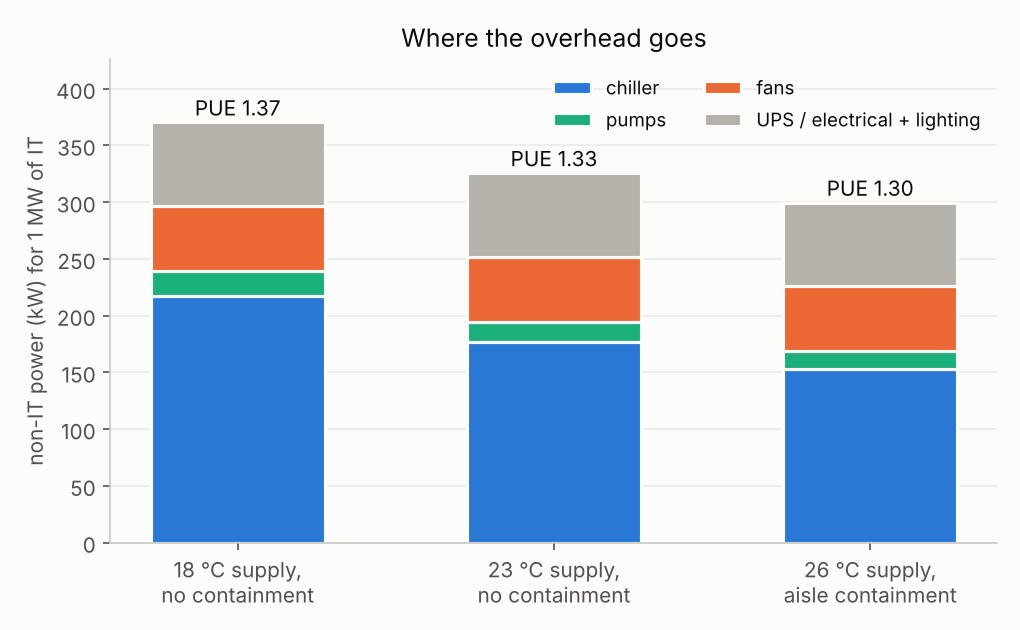 Where the overhead goes
chiller
fans
pumps
UPS / electrical + lighting
PUE 1.37
PUE 1.33
PUE 1.30
non-IT power (kW) for 1 MW of IT
400
350
300
250
200
150
100
50
0
18 °C supply,
no containment
23 °C supply,
no containment
26 °C supply,
aisle containment